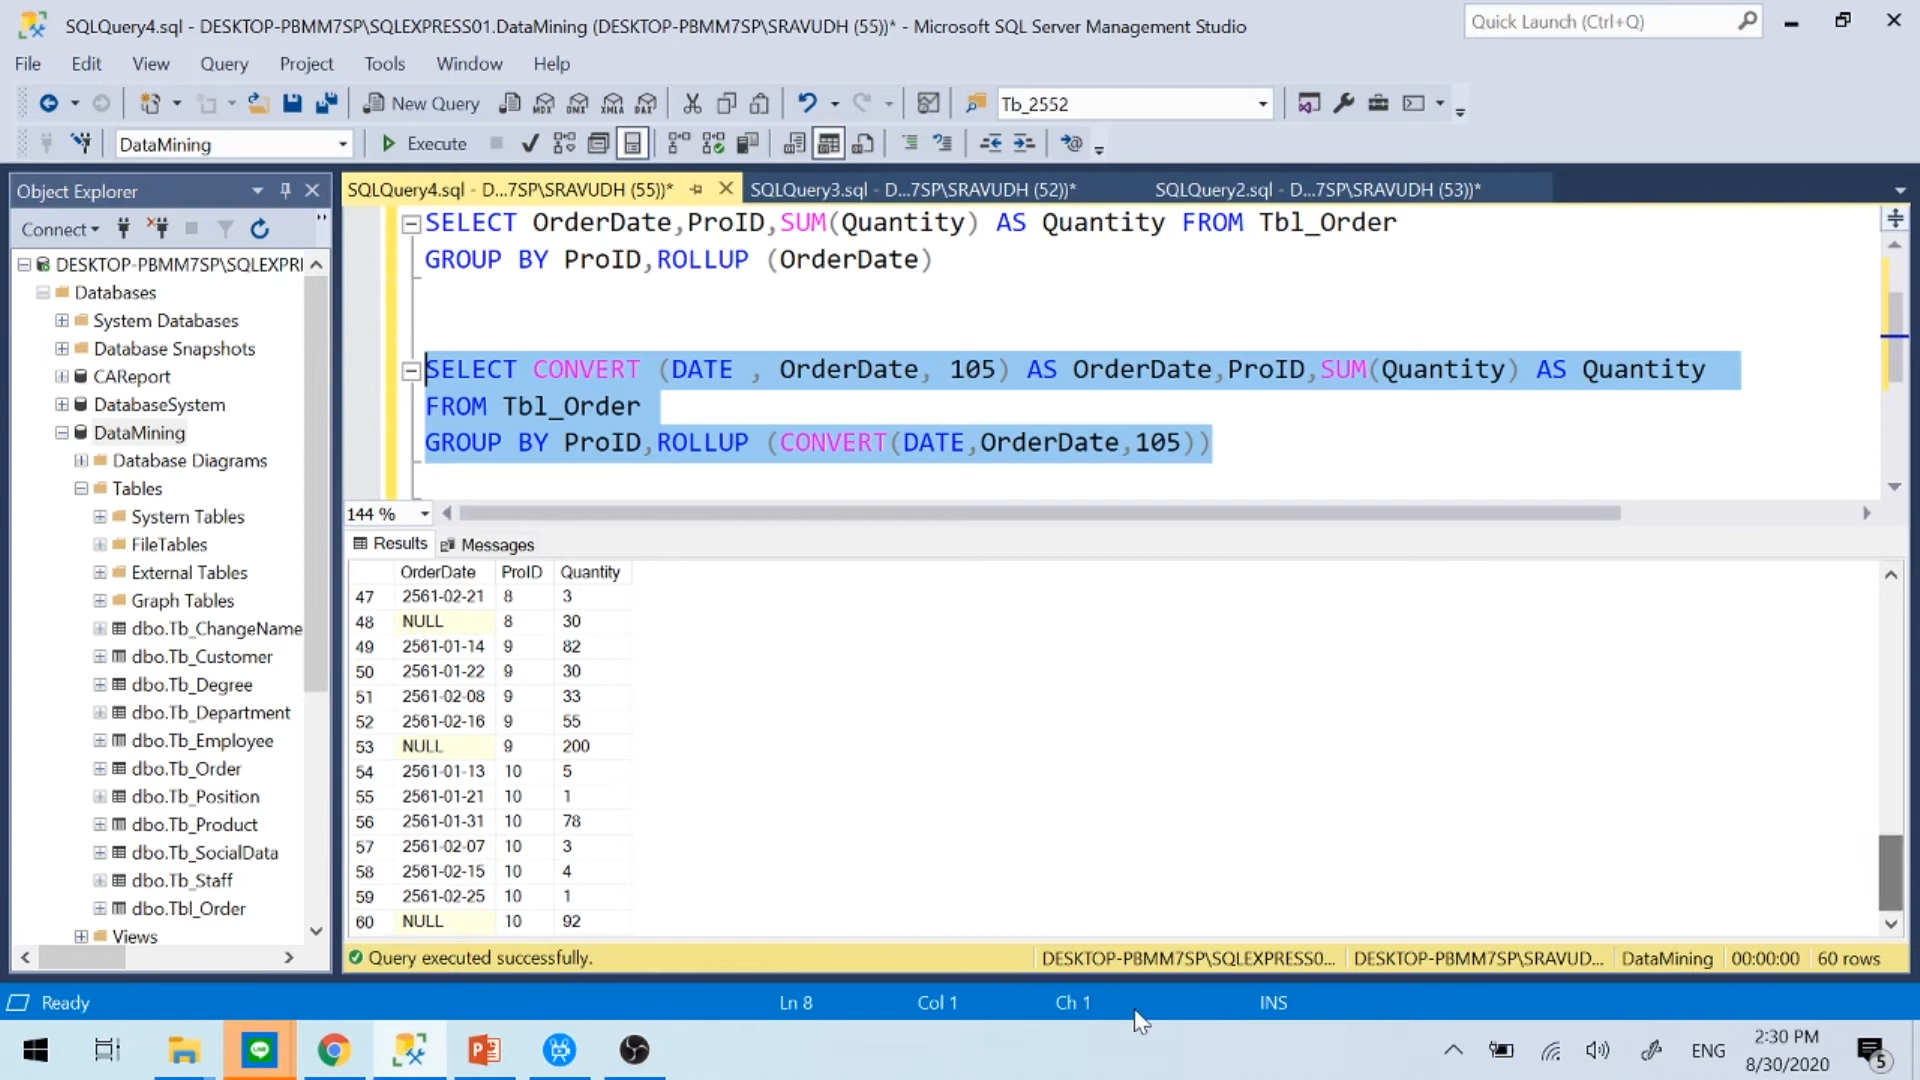 SQLQuery4.sql - DESKTOP-PBMM7SP\SQLEXPRESS01.DataMining (DESKTOP-PBMM7SP\SRAVUDH (55))* - Microsoft SQL Server Management Studio
Quick Launch (Ctrl+Q)
File Edit View Query Project Tools Window Help
New Query MDX DMX XMLA DAX Tb_2552
DataMining Execute
Object Explorer
Connect
DESKTOP-PBMM7SP\SQLEXPRI
Databases
System Databases
Database Snapshots
CAReport
DatabaseSystem
DataMining
Database Diagrams
Tables
System Tables
FileTables
External Tables
Graph Tables
dbo.Tb_ChangeName
dbo.Tb_Customer
dbo.Tb_Degree
dbo.Tb_Department
dbo.Tb_Employee
dbo.Tb_Order
dbo.Tb_Position
dbo.Tb_Product
dbo.Tb_SocialData
dbo.Tb_Staff
dbo.Tbl_Order
Views
SQLQuery4.sql - D...7SP\SRAVUDH (55))* SQLQuery3.sql - D...7SP\SRAVUDH (52))* SQLQuery2.sql - D...7SP\SRAVUDH (53))*
SELECT OrderDate,ProID,SUM(Quantity) AS Quantity FROM Tbl_Order
GROUP BY ProID,ROLLUP (OrderDate)
SELECT CONVERT (DATE , OrderDate, 105) AS OrderDate,ProID,SUM(Quantity) AS Quantity
FROM Tbl_Order
GROUP BY ProID,ROLLUP (CONVERT(DATE,OrderDate,105))
144 %
Results Messages
OrderDate ProID Quantity
47 2561-02-21 8 3
48 NULL 8 30
49 2561-01-14 9 82
50 2561-01-22 9 30
51 2561-02-08 9 33
52 2561-02-16 9 55
53 NULL 9 200
54 2561-01-13 10 5
55 2561-01-21 10 1
56 2561-01-31 10 78
57 2561-02-07 10 3
58 2561-02-15 10 4
59 2561-02-25 10 1
60 NULL 10 92
Query executed successfully. DESKTOP-PBMM7SP\SQLEXPRESS0... DESKTOP-PBMM7SP\SRAVUD... DataMining 00:00:00 60 rows
Ready Ln 8 Col 1 Ch 1 INS
ENG
2:30 PM
8/30/2020
5